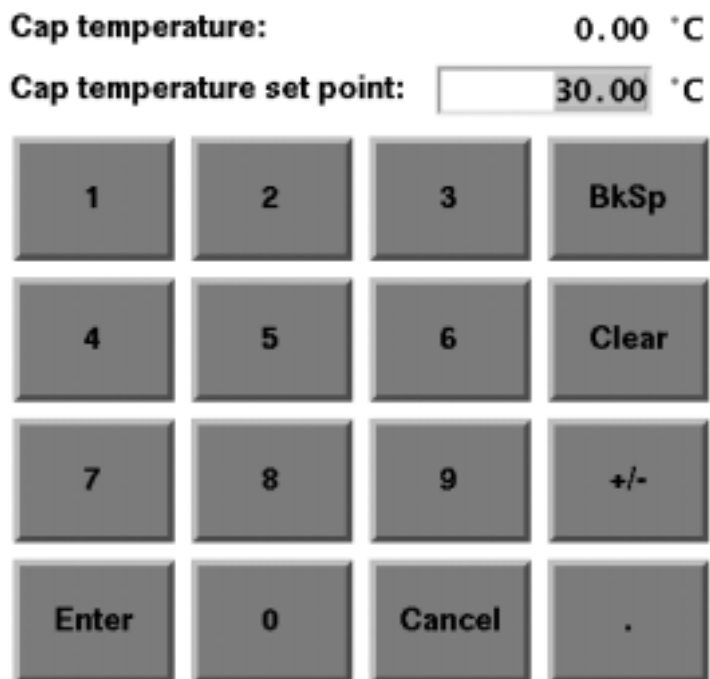 Cap temperature: 0.00 °C
Cap temperature set point: 30.00 °C
1 2 3 BkSp
4 5 6 Clear
7 8 9 +/-
Enter 0 Cancel .